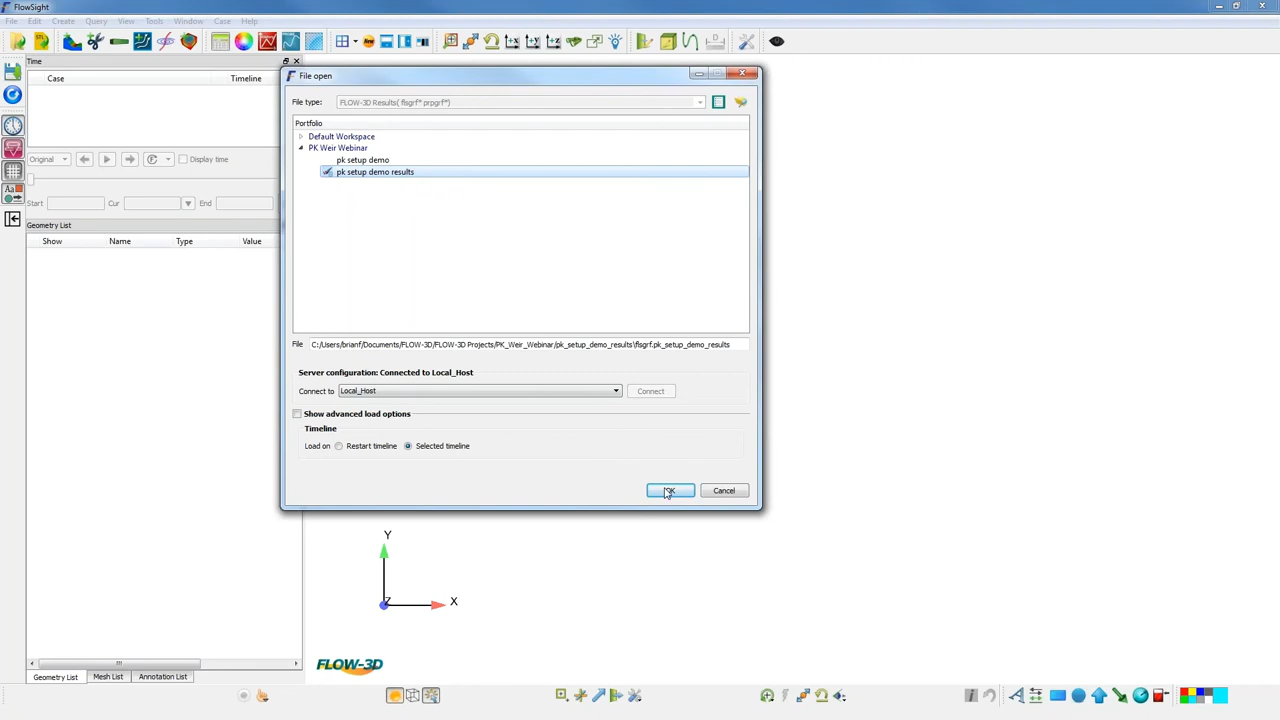 FlowSight
File Edit Create Query View Tools Window Case Help
Time
Case Timeline
Original Display time
Start Cur End
Geometry List
Show Name Type Value
File open
File type: FLOW-3D Results( flsgrf* prpgrf*)
Portfolio
Default Workspace
PK Weir Webinar
pk setup demo
pk setup demo results
File C:/Users/brianf/Documents/FLOW-3D/FLOW-3D Projects/PK_Weir_Webinar/pk_setup_demo_results\flsgrf.pk_setup_demo_results
Server configuration: Connected to Local_Host
Connect to Local_Host Connect
Show advanced load options
Timeline
Load on Restart timeline Selected timeline
OK Cancel
Y
Z X
FLOW-3D
Geometry List Mesh List Annotation List